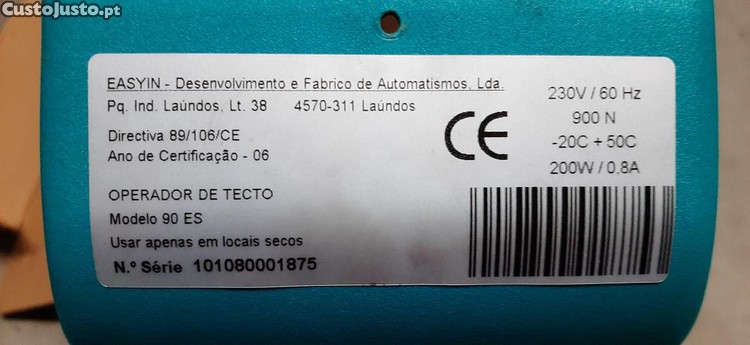 CustoJusto.pt
EASYIN - Desenvolvimento e Fabrico de Automatismos, Lda.
Pq. Ind. Laúndos, Lt. 38 4570-311 Laúndos
Directiva 89/106/CE
Ano de Certificação - 06
OPERADOR DE TECTO
Modelo 90 ES
Usar apenas em locais secos
N.º Série 101080001875
CE
230V / 60 Hz
900 N
-20C + 50C
200W / 0,8A